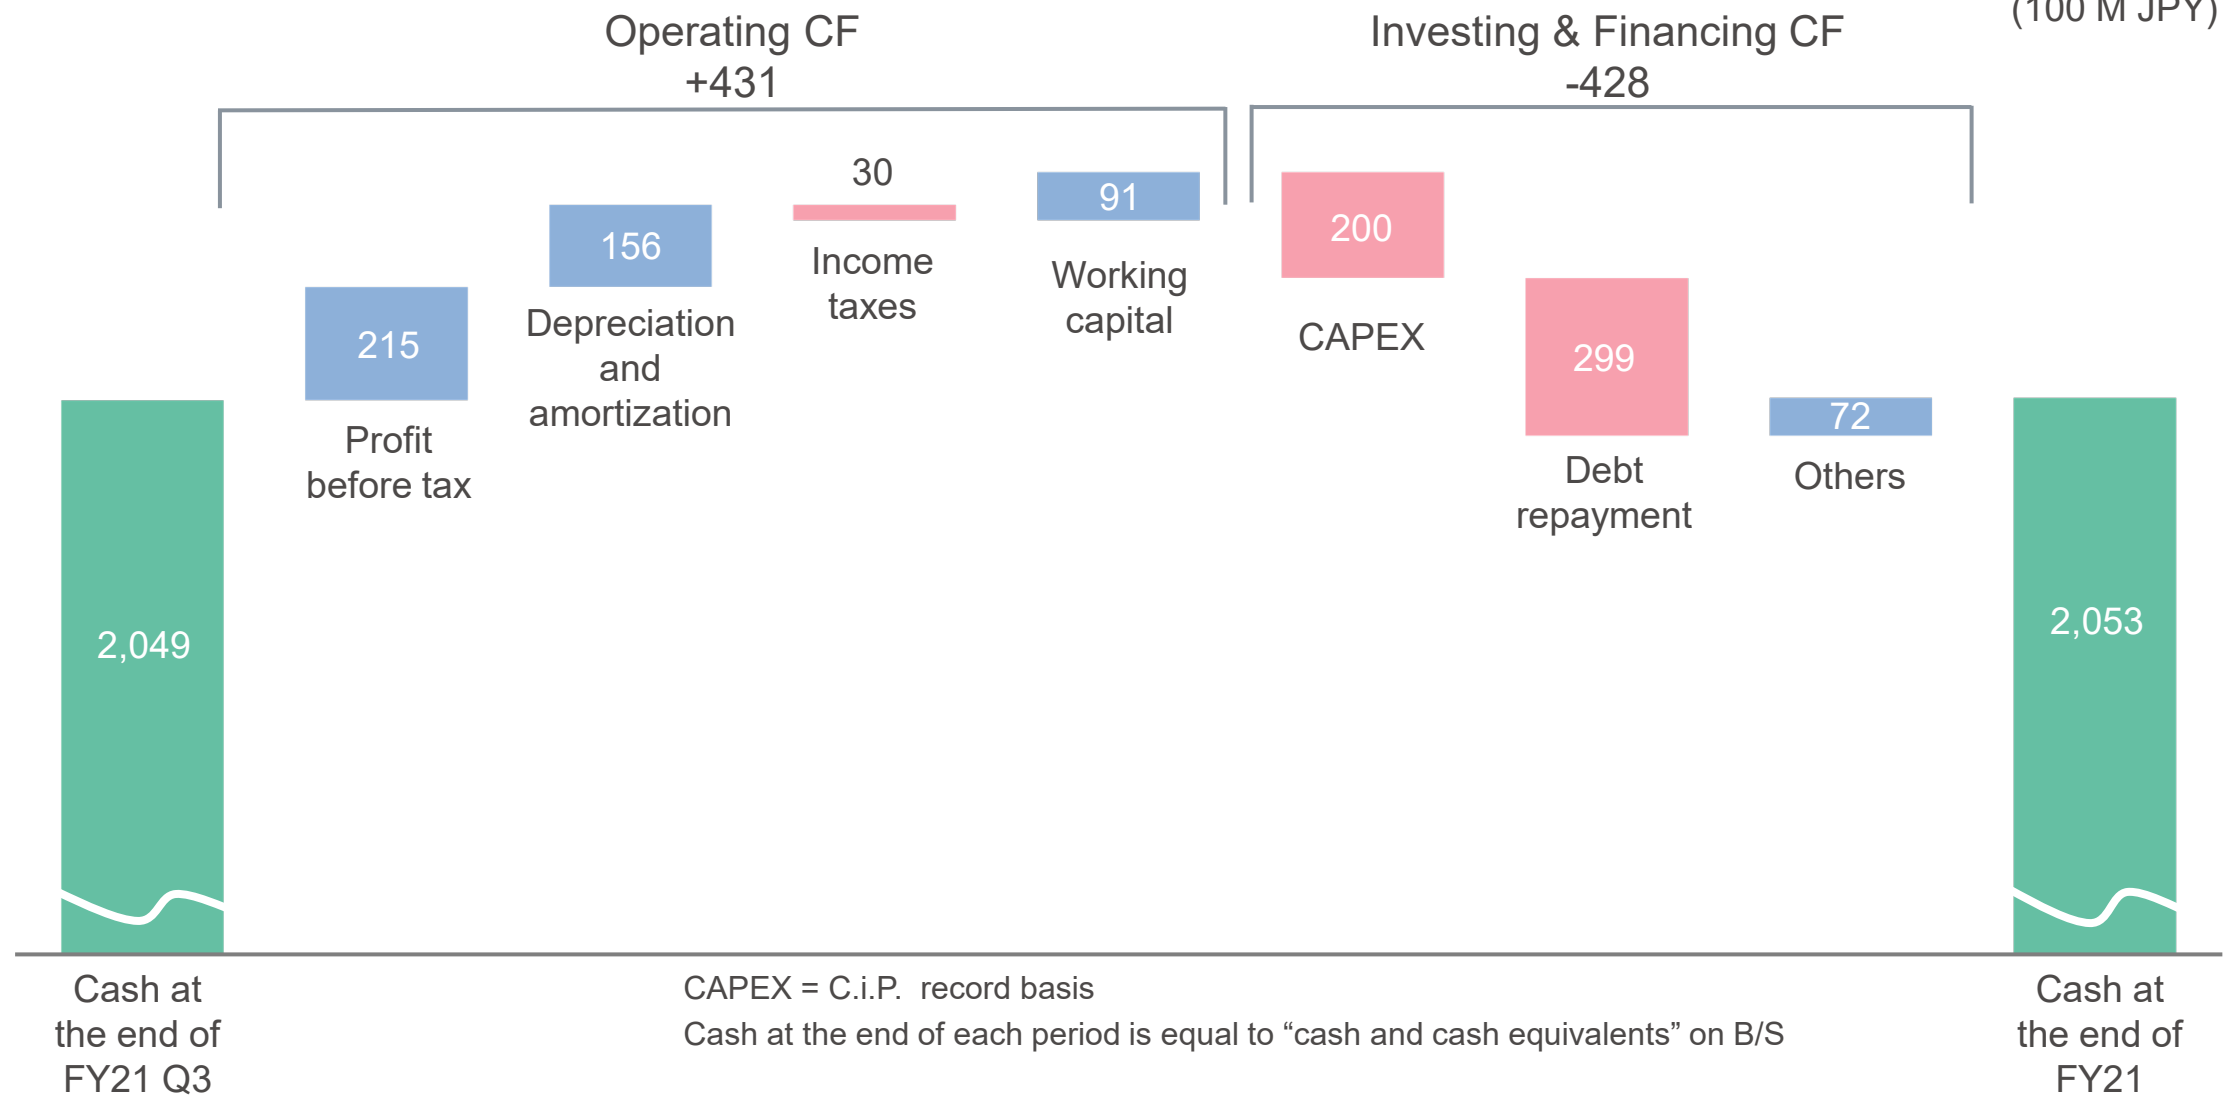 (100 M JPY)
Operating CF
+431
Investing & Financing CF
-428
2,049
215
Profit
before tax
156
Depreciation
and
amortization
30
Income
taxes
91
Working
capital
200
CAPEX
299
Debt
repayment
72
Others
2,053
Cash at
the end of
FY21 Q3
CAPEX = C.i.P.  record basis
Cash at the end of each period is equal to “cash and cash equivalents” on B/S
Cash at
the end of
FY21